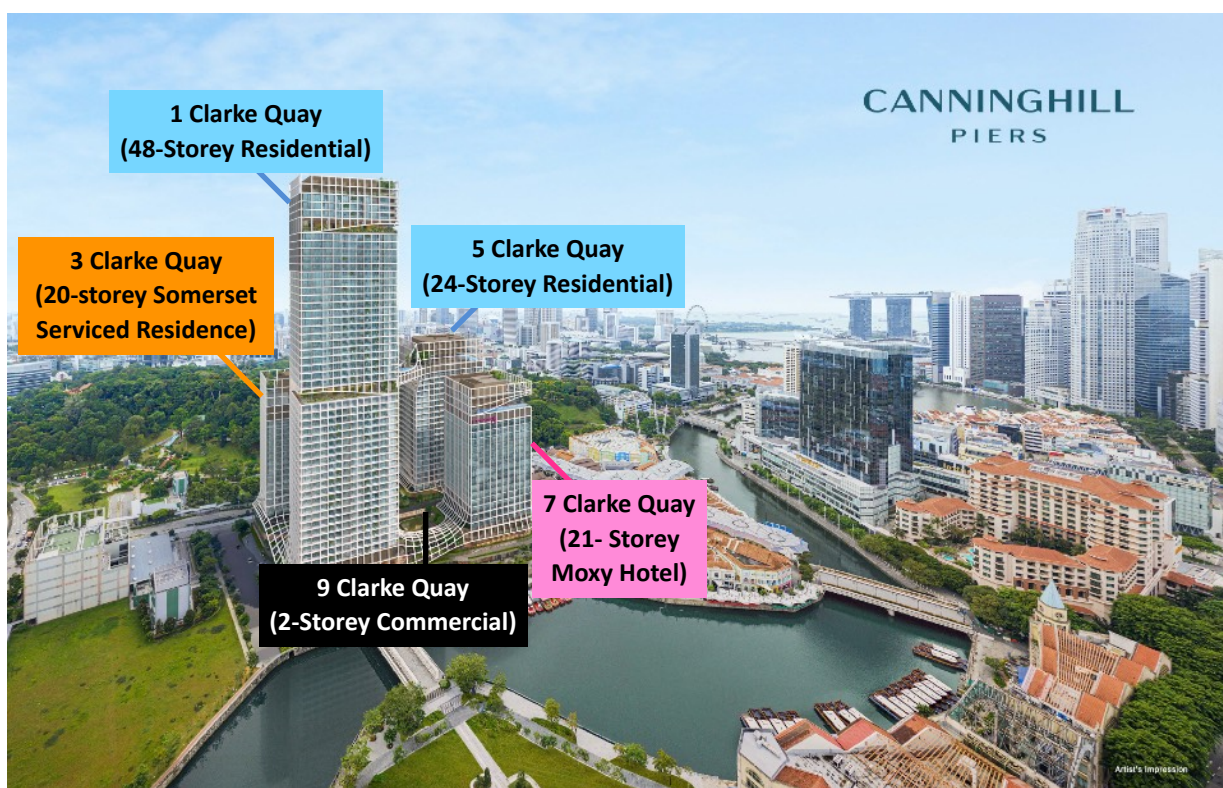 CANNINGHILL
PIERS
1 Clarke Quay
(48-Storey Residential)
3 Clarke Quay
(20-storey Somerset
Serviced Residence)
5 Clarke Quay
(24-Storey Residential)
7 Clarke Quay
(21- Storey
Moxy Hotel)
9 Clarke Quay
(2-Storey Commercial)
Artist's Impression